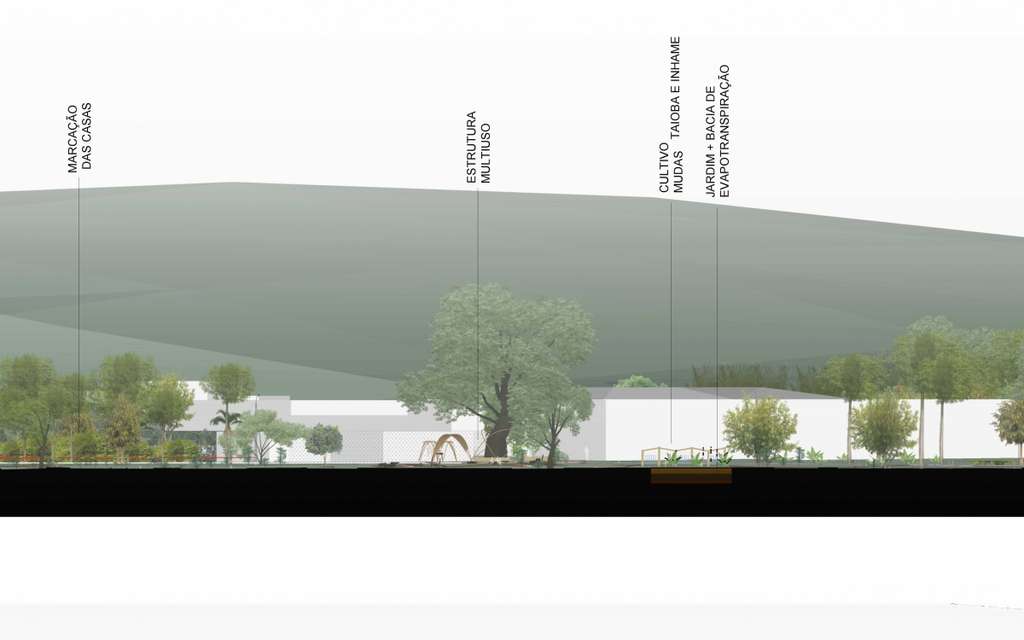 MARCAÇÃO
DAS CASAS
ESTRUTURA
MULTIUSO
CULTIVO
MUDAS TAIOBA E INHAME
JARDIM + BACIA DE
EVAPOTRANSPIRAÇÃO